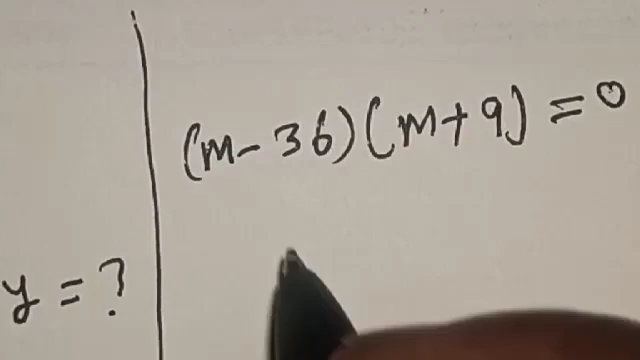 (m - 36)(m + 9) = 0
y = ?